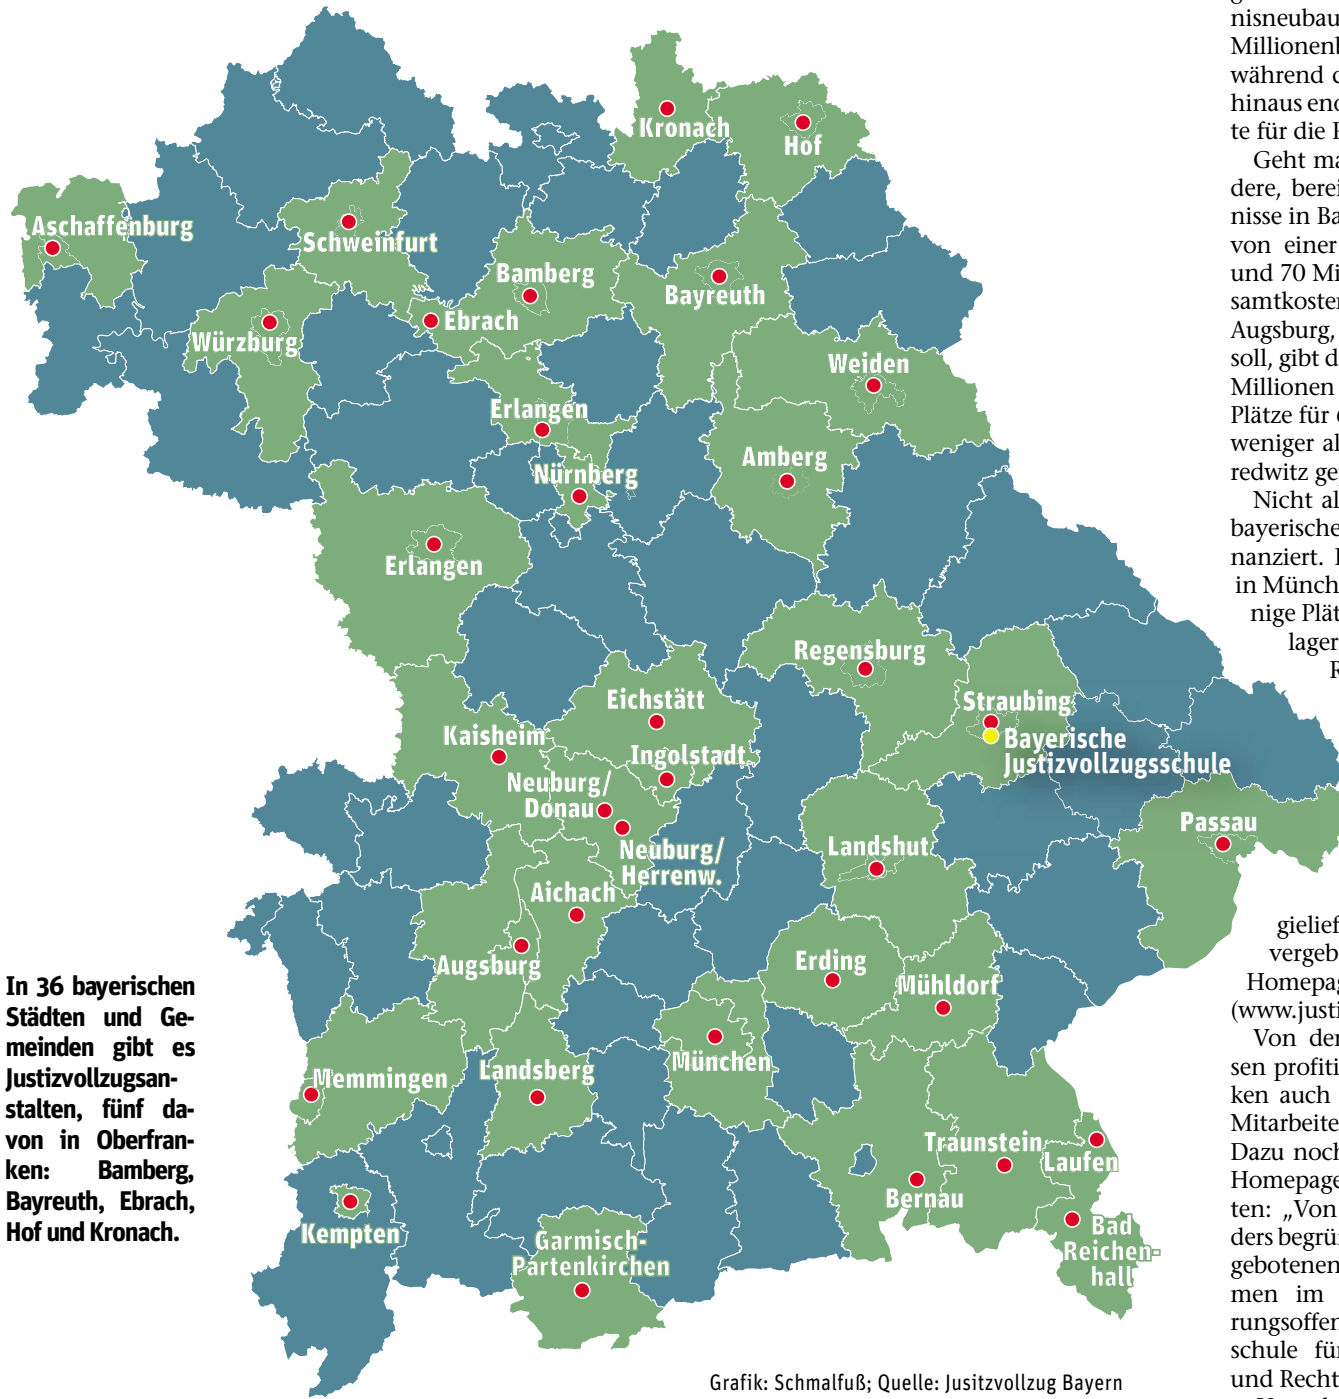 Kronach
Hof
Aschaffenburg
Schweinfurt
Bamberg
Bayreuth
Ebrach
Würzburg
Weiden
Erlangen
Amberg
Nürnberg
Erlangen
Regensburg
Straubing
Bayerische
Justizvollzugsschule
Eichstätt
Kaisheim
Ingolstadt
Neuburg/
Donau
Neuburg/
Herrenw.
Passau
Landshut
Aichach
Augsburg
Erding
Mühldorf
München
Memmingen
Landsberg
Traunstein
Laufen
Bernau
Bad
Reichen-
hall
Kempten
Garmisch-
Partenkirchen
In 36 bayerischen
Städten und Ge-
meinden gibt es
Justizvollzugsan-
stalten, fünf da-
von in Oberfran-
ken: Bamberg,
Bayreuth, Ebrach,
Hof und Kronach.
Grafik: Schmalfuß; Quelle: Jusitzvollzug Bayern
nisneubau
Millionen
während
hinaus
te für die
Geht ma
dere, berei
nisse in Ba
von einer
und 70 Mi
samtkoster
Augsburg,
soll, gibt d
Millionen
Plätze für
weniger al
redwitz ge
Nicht al
bayerische
nanziert.
in Münch
nige Plät
lager
R
gielief
vergeb
Homepag
(www.justi
Von der
sen profiti
ken auch
Mitarbeite
Dazu noch
Homepage
ten: „Von
ders begrü
gebotenen
men im
rungsoffen
schule für
und Recht